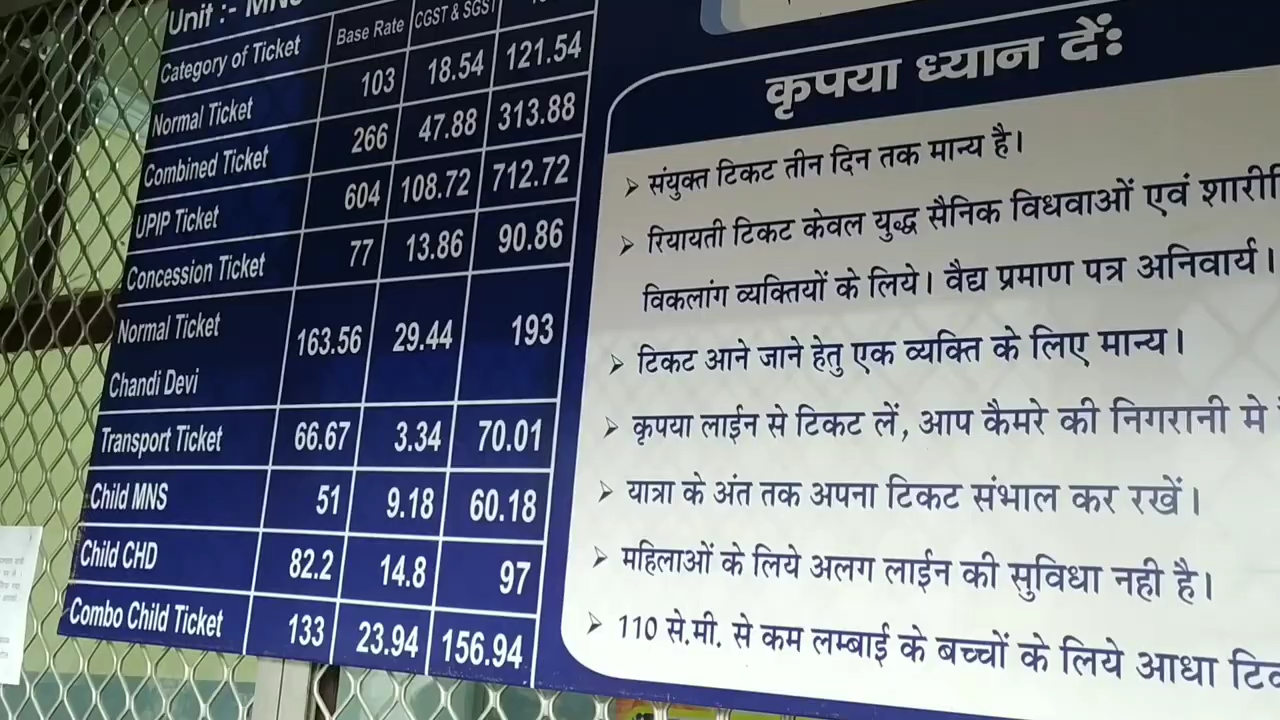 Unit :- MNS
Category of Ticket Base Rate CGST & SGST
Normal Ticket 103 18.54 121.54
Combined Ticket 266 47.88 313.88
UPIP Ticket 604 108.72 712.72
Concession Ticket 77 13.86 90.86
Normal Ticket
Chandi Devi 163.56 29.44 193
Transport Ticket 66.67 3.34 70.01
Child MNS 51 9.18 60.18
Child CHD 82.2 14.8 97
Combo Child Ticket 133 23.94 156.94
कृपया ध्यान दें:
➢ संयुक्त टिकट तीन दिन तक मान्य है।
➢ रियायती टिकट केवल युद्ध सैनिक विधवाओं एवं
विकलांग व्यक्तियों के लिये। वैद्य प्रमाण पत्र अनिवार्य।
➢ टिकट आने जाने हेतु एक व्यक्ति के लिए मान्य।
➢ कृपया लाईन से टिकट लें, आप कैमरे की निगरानी मे
➢ यात्रा के अंत तक अपना टिकट संभाल कर रखें।
➢ महिलाओं के लिये अलग लाईन की सुविधा नही है।
➢ 110 से.मी. से कम लम्बाई के बच्चों के लिये आधा